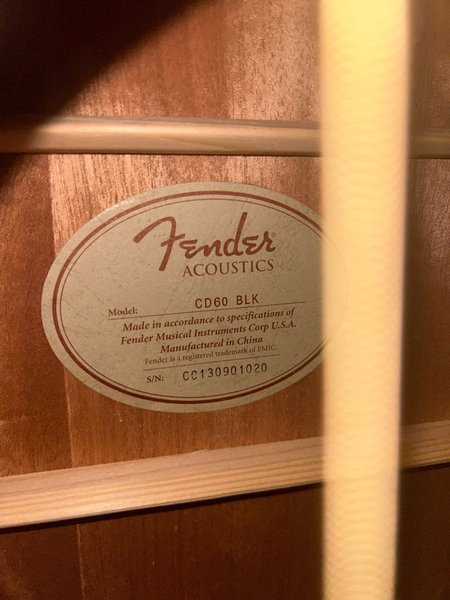 Fender®
ACOUSTICS
Model: CD60 BLK
Made in accordance to specifications of
Fender Musical Instruments Corp U.S.A.
Manufactured in China
Fender is a registered trademark of FMIC.
S/N: CC130901020